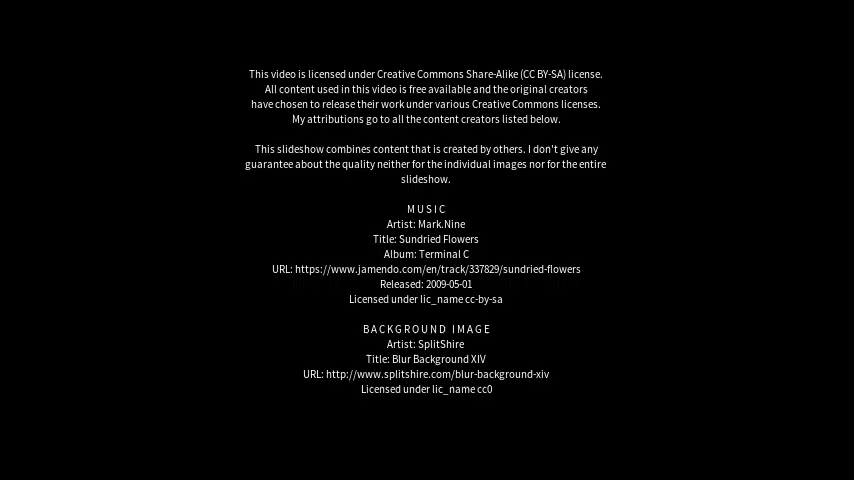 This video is licensed under Creative Commons Share-Alike (CC BY-SA) license.
All content used in this video is free available and the original creators
have chosen to release their work under various Creative Commons licenses.
My attributions go to all the content creators listed below.
This slideshow combines content that is created by others. I don't give any
guarantee about the quality neither for the individual images nor for the entire
slideshow.
MUSIC
Artist: Mark.Nine
Title: Sundried Flowers
Album: Terminal C
URL: https://www.jamendo.com/en/track/337829/sundried-flowers
Released: 2009-05-01
Licensed under lic_name cc-by-sa
BACKGROUND IMAGE
Artist: SplitShire
Title: Blur Background XIV
URL: http://www.splitshire.com/blur-background-xiv
Licensed under lic_name cc0